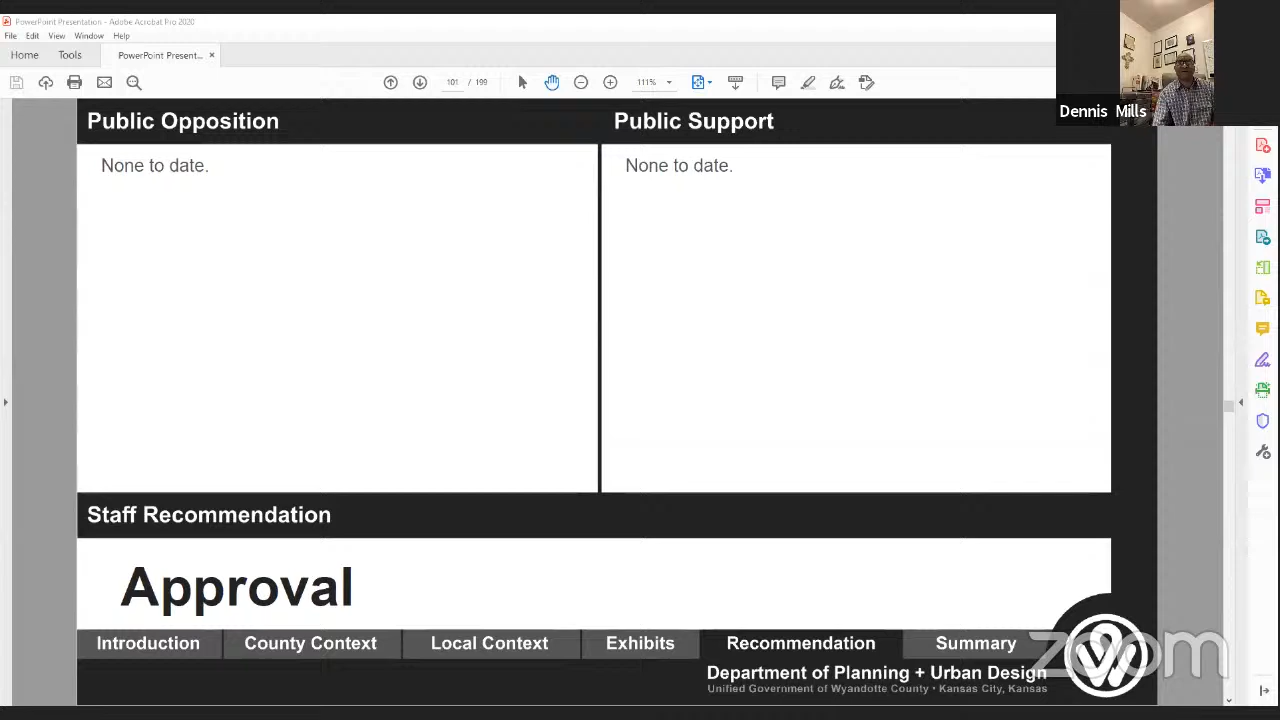 PowerPoint Presentation - Adobe Acrobat Pro 2020
File Edit View Window Help
Home Tools PowerPoint Present... ×
101 / 199 111%
Dennis Mills
Public Opposition Public Support
None to date. None to date.
Staff Recommendation
Approval
Introduction County Context Local Context Exhibits Recommendation Summary
zoom
Department of Planning + Urban Design
Unified Government of Wyandotte County • Kansas City, Kansas